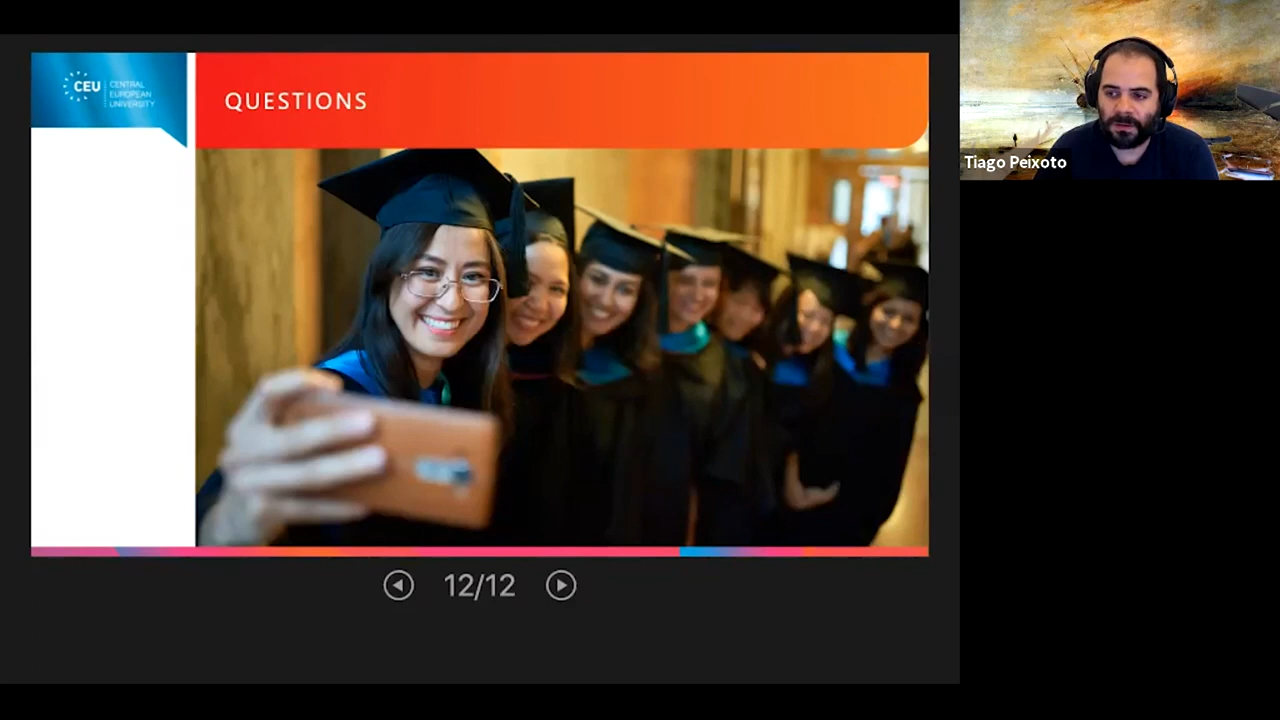 CEU
CENTRAL
EUROPEAN
UNIVERSITY
QUESTIONS
Tiago Peixoto
12/12